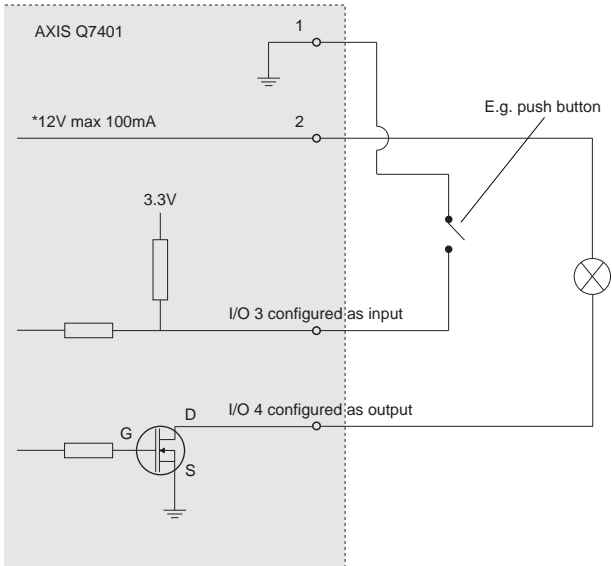 AXIS Q7401
1
*12V max 100mA
2
E.g. push button
3.3V
I/O 3 configured as input
I/O 4 configured as output
D
G
S